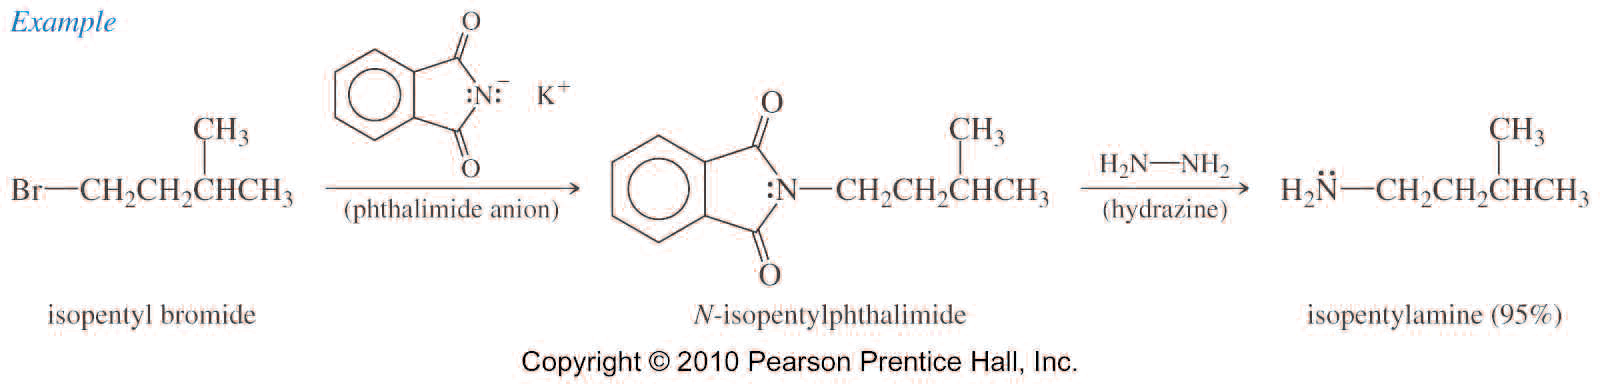 Example
O
:N:⁻ K⁺
O
CH₃
Br—CH₂CH₂CHCH₃
(phthalimide anion)
O
CH₃
:N—CH₂CH₂CHCH₃
O
H₂N—NH₂
(hydrazine)
CH₃
H₂N̈—CH₂CH₂CHCH₃
isopentyl bromide
N-isopentylphthalimide
isopentylamine (95%)
Copyright © 2010 Pearson Prentice Hall, Inc.